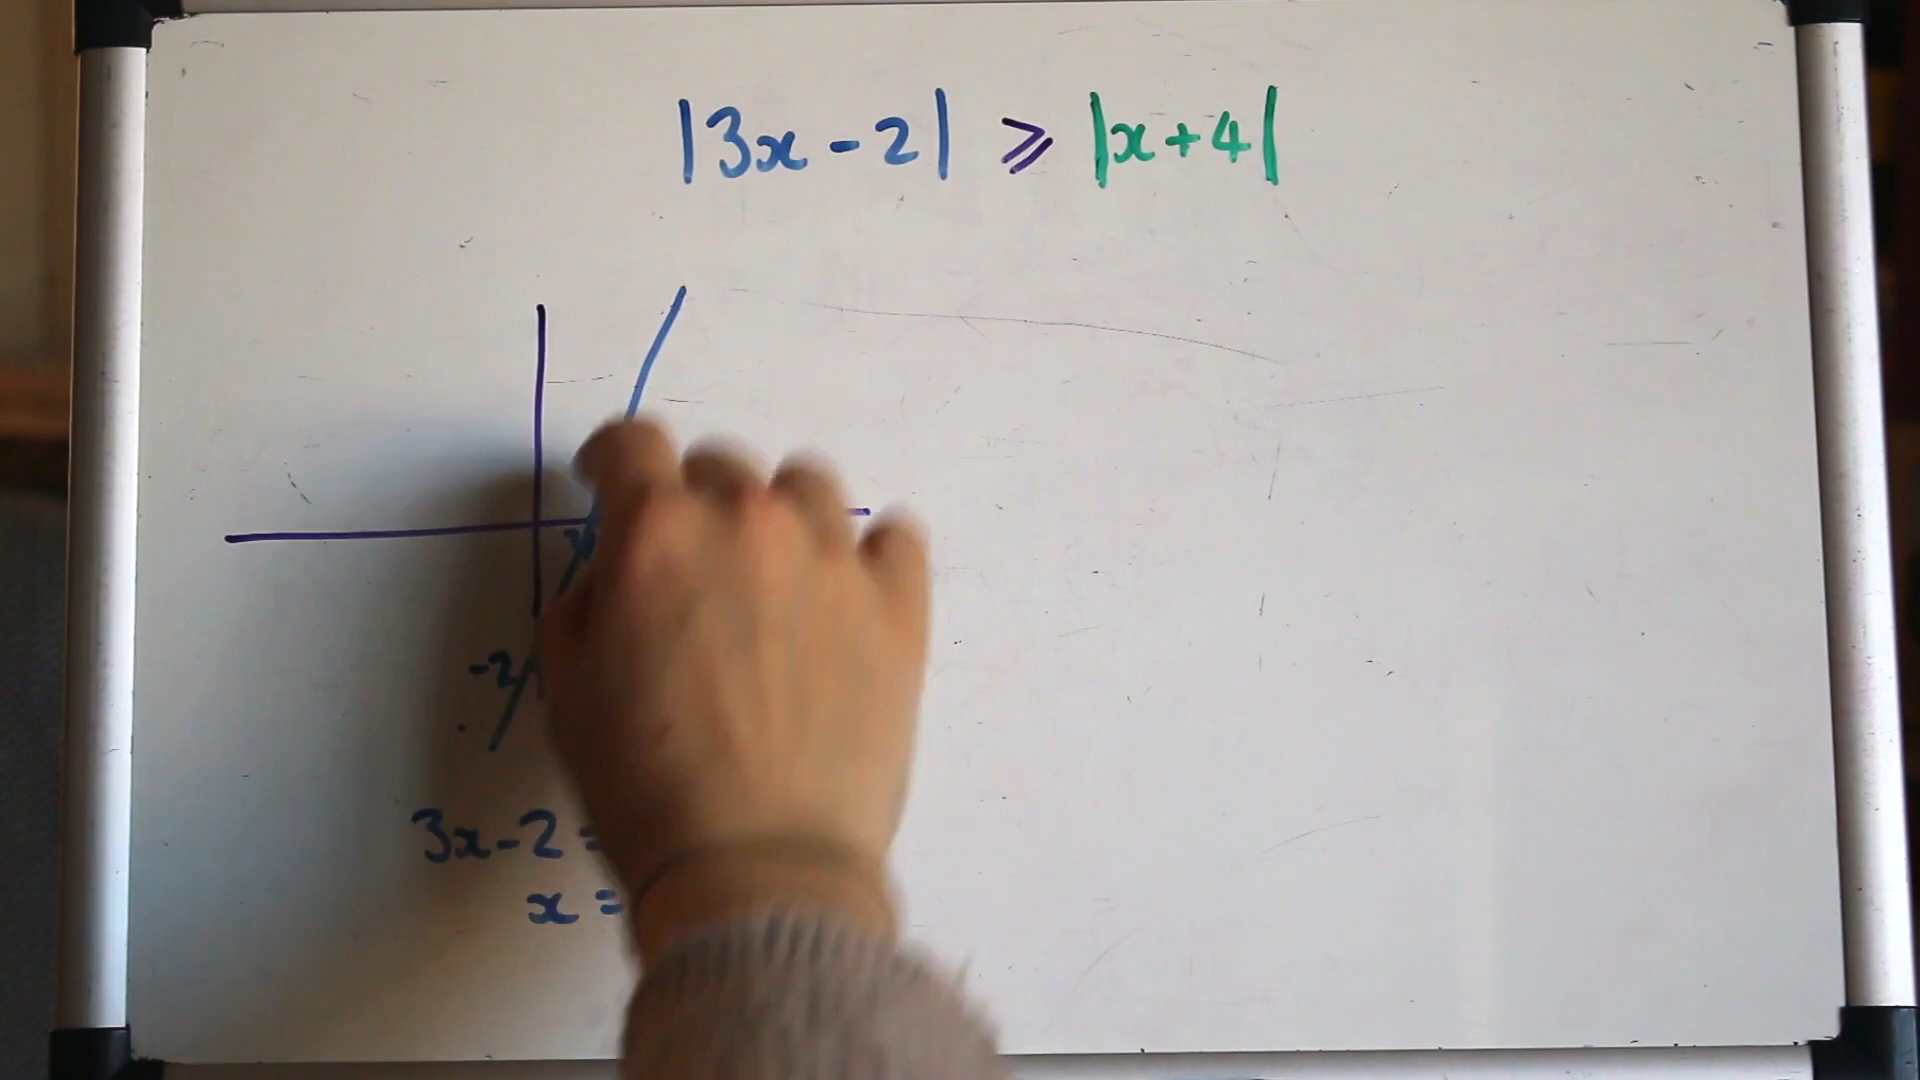 |3x - 2| ⩾ |x + 4|
-2
3x - 2 =
x =